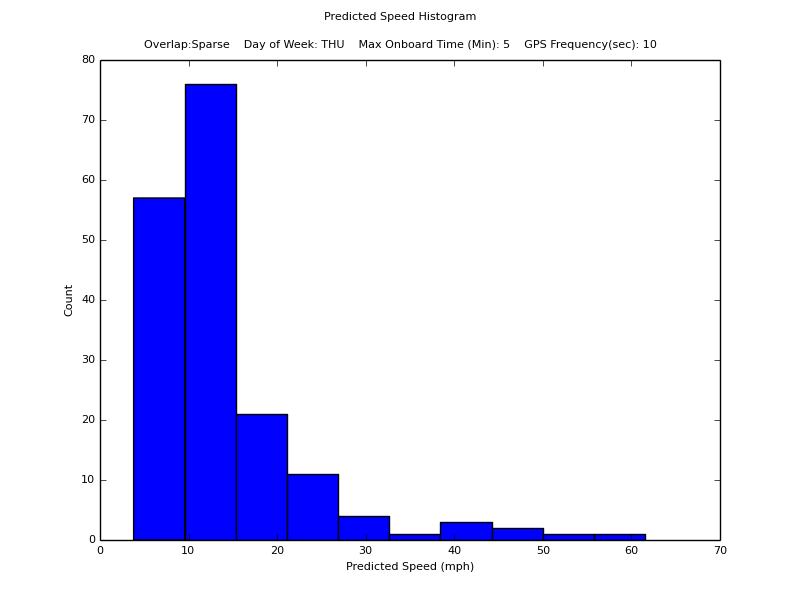 Predicted Speed Histogram
Overlap:Sparse    Day of Week: THU    Max Onboard Time (Min): 5    GPS Frequency(sec): 10
80
70
60
50
40
30
20
10
0
Count
0 10 20 30 40 50 60 70
Predicted Speed (mph)